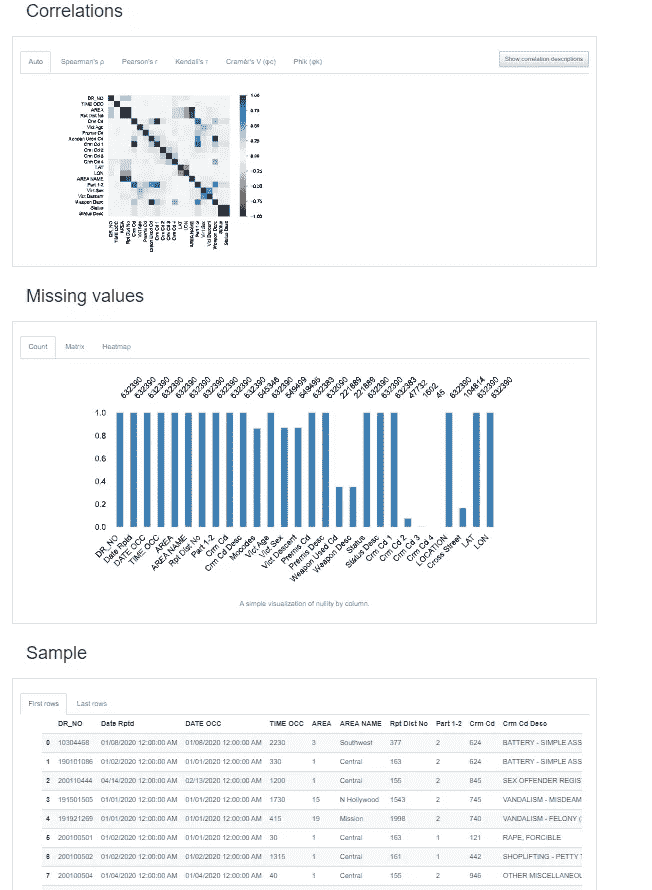 Correlations
Auto Spearman's ρ Pearson's r Kendall's τ Cramér's V (φc) Phik (φk) Show correlation descriptions
DR_NO
TIME OCC
AREA
Rpt Dist No
Crm Cd
Vict Age
Premis Cd
Weapon Used Cd
Crm Cd 1
Crm Cd 2
Crm Cd 3
Crm Cd 4
LAT
LON
AREA NAME
Part 1-2
Vict Sex
Vict Descent
Weapon Desc
Status
Status Desc
1.00
0.75
0.50
0.25
0.00
-0.25
-0.50
-0.75
-1.00
Missing values
Count Matrix Heatmap
632390 632390 632390 632390 632390 632390 632390 632390 632390 632390 545346 632390 549409 632383 221889 221889 632390 632390 632383 47732 1602 45 632390 104614 632390 632390
1.0
0.8
0.6
0.4
0.2
0.0
DR_NO Date Rptd DATE OCC TIME OCC AREA AREA NAME Rpt Dist No Part 1-2 Crm Cd Crm Cd Desc Mocodes Vict Age Vict Sex Vict Descent Premis Cd Premis Desc Weapon Used Cd Weapon Desc Status Status Desc Crm Cd 1 Crm Cd 2 Crm Cd 3 Crm Cd 4 LOCATION Cross Street LAT LON
A simple visualization of nullity by column.
Sample
First rows Last rows
DR_NO Date Rptd DATE OCC TIME OCC AREA AREA NAME Rpt Dist No Part 1-2 Crm Cd Crm Cd Desc
0 10304468 01/08/2020 12:00:00 AM 01/08/2020 12:00:00 AM 2230 3 Southwest 377 2 624 BATTERY - SIMPLE ASS
1 190101086 01/02/2020 12:00:00 AM 01/01/2020 12:00:00 AM 330 1 Central 163 2 624 BATTERY - SIMPLE ASS
2 200110444 04/14/2020 12:00:00 AM 02/13/2020 12:00:00 AM 1200 1 Central 155 2 845 SEX OFFENDER REGIS
3 191501505 01/01/2020 12:00:00 AM 01/01/2020 12:00:00 AM 1730 15 N Hollywood 1543 2 745 VANDALISM - MISDEAM
4 191921269 01/01/2020 12:00:00 AM 01/01/2020 12:00:00 AM 415 19 Mission 1998 2 740 VANDALISM - FELONY (
5 200100501 01/02/2020 12:00:00 AM 01/01/2020 12:00:00 AM 30 1 Central 163 1 121 RAPE, FORCIBLE
6 200100502 01/02/2020 12:00:00 AM 01/02/2020 12:00:00 AM 1315 1 Central 161 1 442 SHOPLIFTING - PETTY T
7 200100504 01/04/2020 12:00:00 AM 01/04/2020 12:00:00 AM 40 1 Central 155 2 946 OTHER MISCELLANEOU